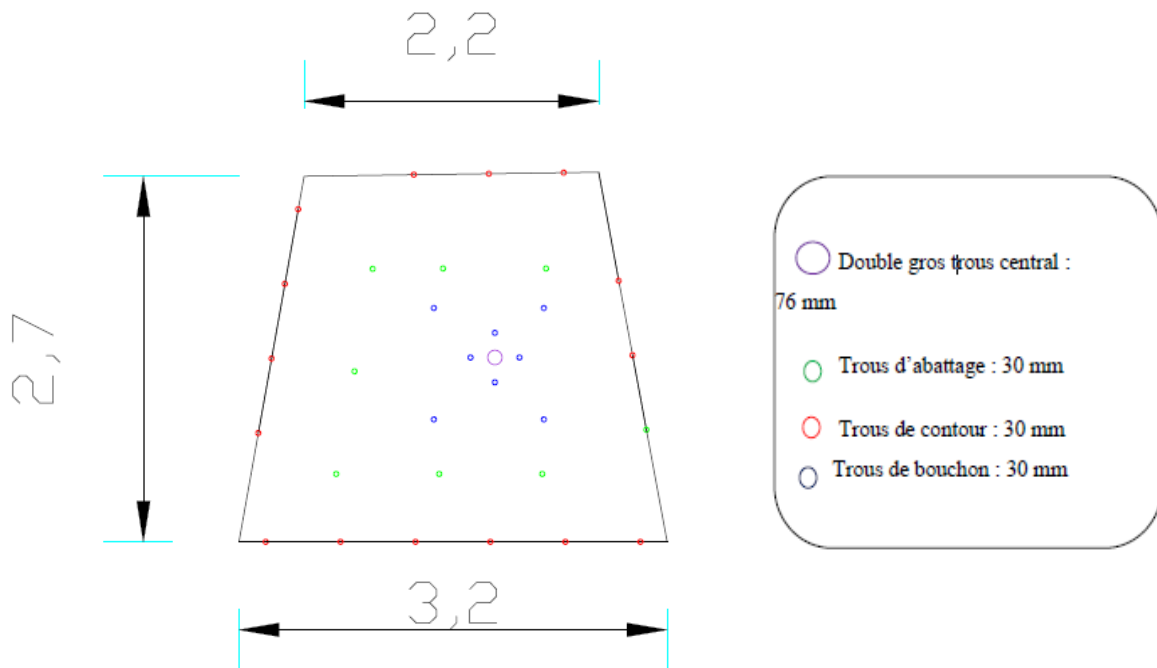 2,2
2,7
3,2
Double gros trous central :
76 mm
Trous d'abattage : 30 mm
Trous de contour : 30 mm
Trous de bouchon : 30 mm